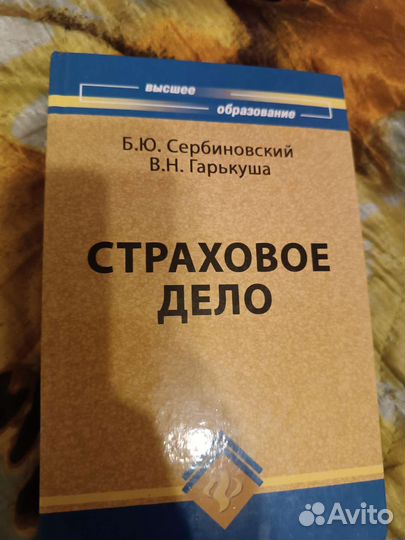 высшее
образование
Б.Ю. Сербиновский
В.Н. Гарькуша
СТРАХОВОЕ
ДЕЛО
Avito